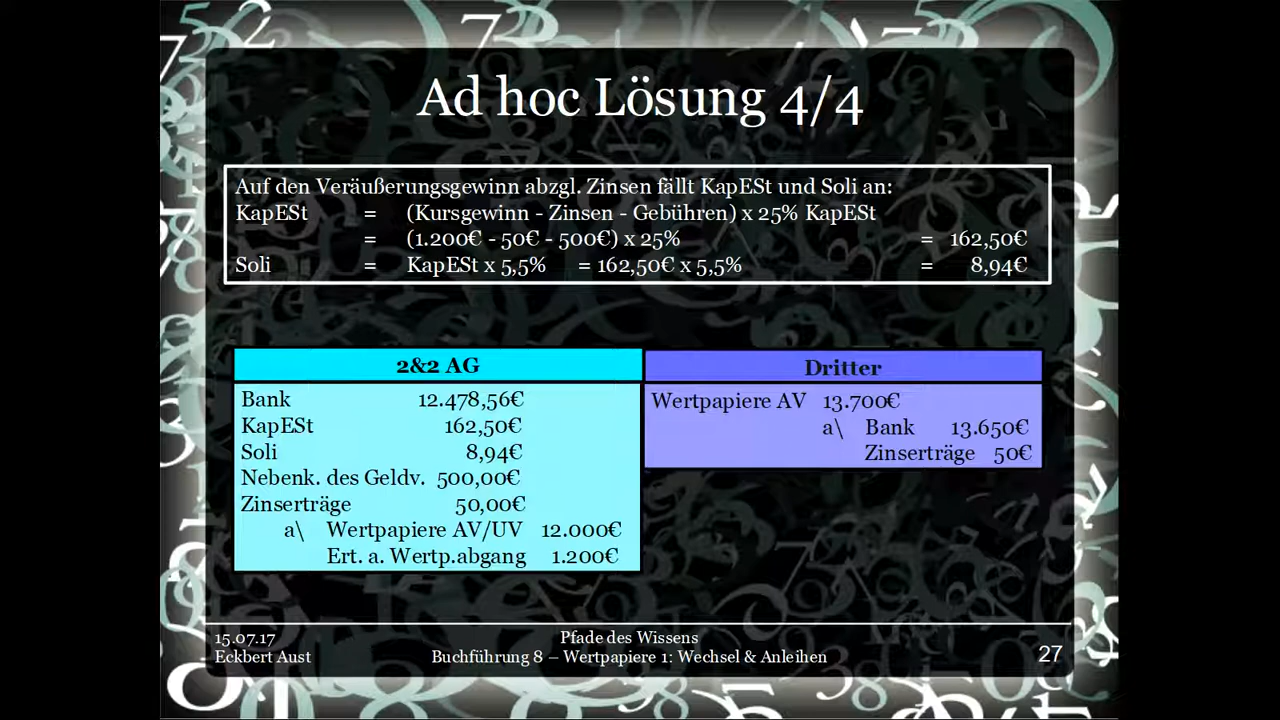 Ad hoc Lösung 4/4
Auf den Veräußerungsgewinn abzgl. Zinsen fällt KapESt und Soli an:
KapESt = (Kursgewinn - Zinsen - Gebühren) x 25% KapESt
= (1.200€ - 50€ - 500€) x 25% = 162,50€
Soli = KapESt x 5,5% = 162,50€ x 5,5% = 8,94€
2&2 AG
Bank 12.478,56€
KapESt 162,50€
Soli 8,94€
Nebenk. des Geldv. 500,00€
Zinserträge 50,00€
a\ Wertpapiere AV/UV 12.000€
Ert. a. Wertp.abgang 1.200€
Dritter
Wertpapiere AV 13.700€
a\ Bank 13.650€
Zinserträge 50€
15.07.17
Eckbert Aust
Pfade des Wissens
Buchführung 8 – Wertpapiere 1: Wechsel & Anleihen
27